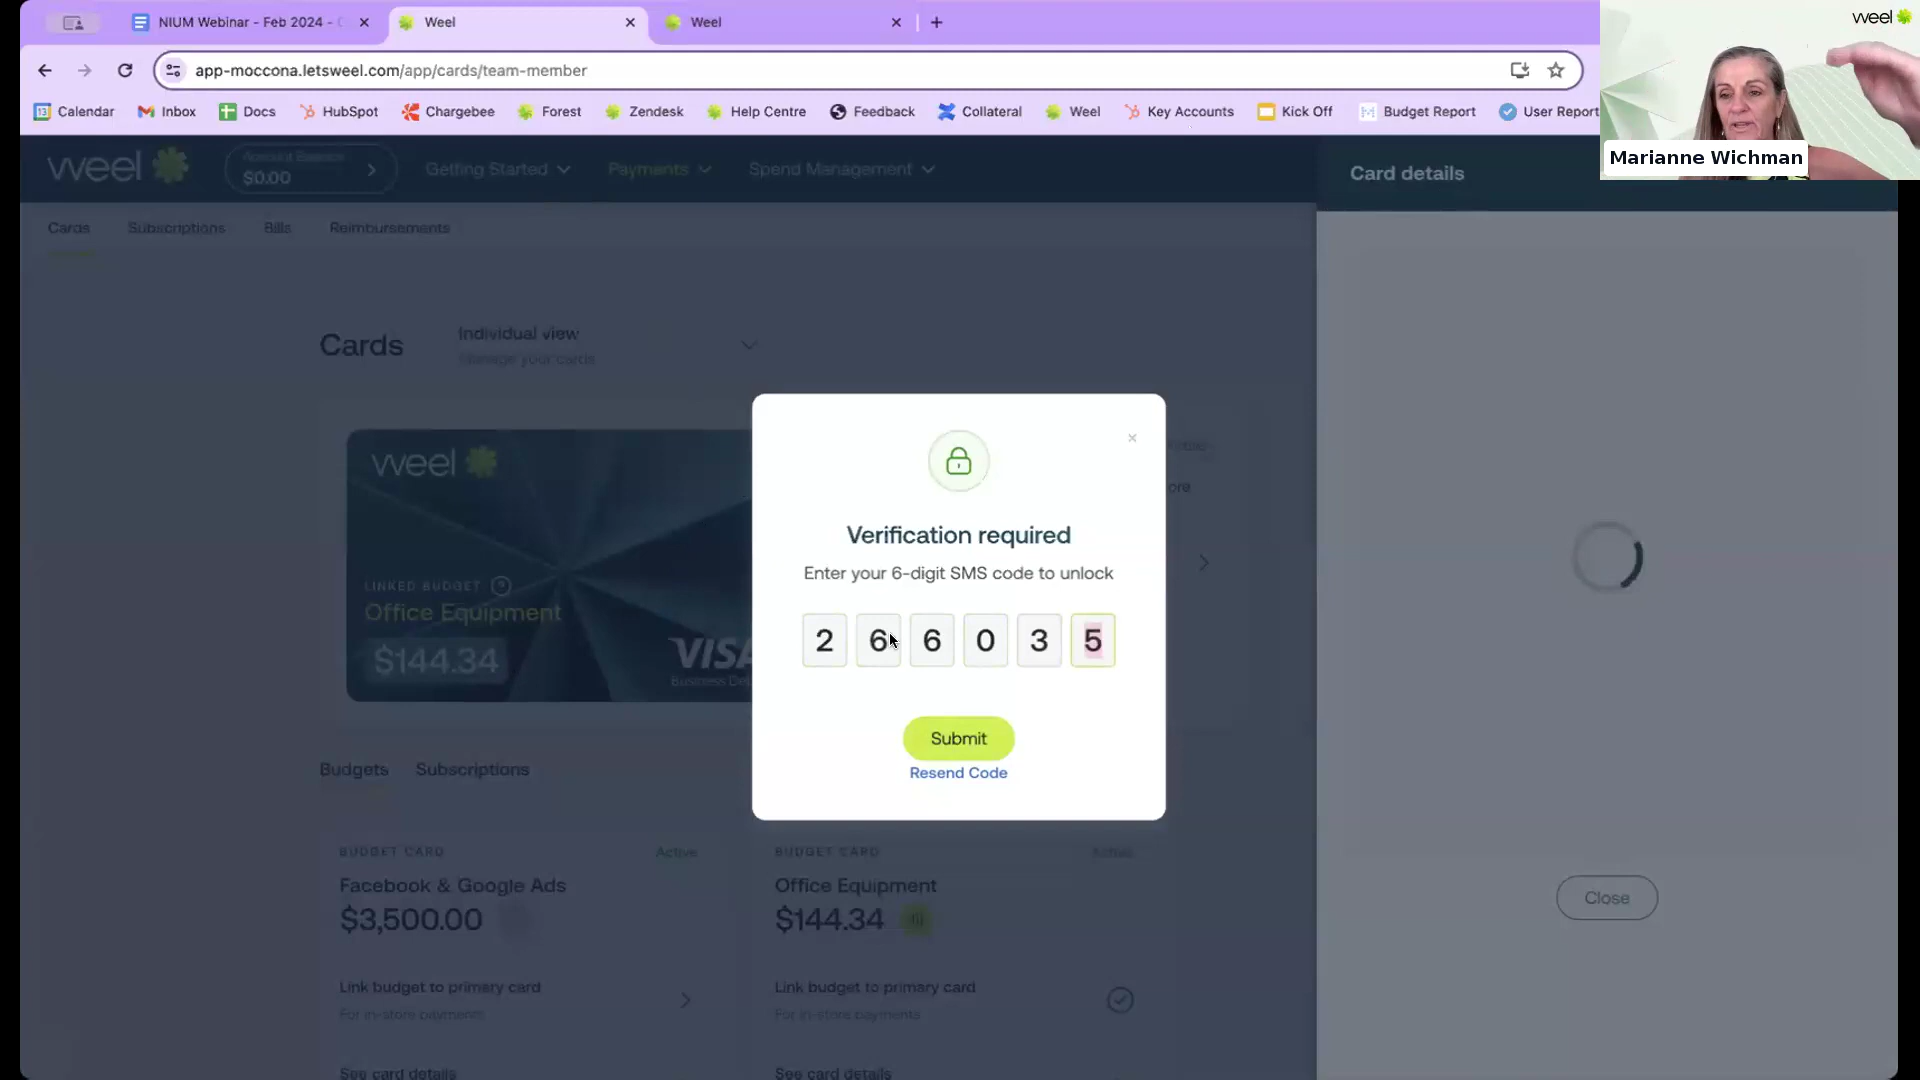 NIUM Webinar - Feb 2024 -
Weel
Weel
weel
app-moccona.letsweel.com/app/cards/team-member
Calendar
Inbox
Docs
HubSpot
Chargebee
Forest
Zendesk
Help Centre
Feedback
Collateral
Weel
Key Accounts
Kick Off
Budget Report
User Report
Marianne Wichman
weel
Account Balance
$0.00
Getting Started
Payments
Spend Management
Card details
Cards
Subscriptions
Bills
Reimbursements
Cards
Individual view
Manage your cards
weel
LINKED BUDGET
Office Equipment
$144.34
VISA
Verification required
Enter your 6-digit SMS code to unlock
2 6 6 0 3 5
Submit
Resend Code
Close
Budgets
Subscriptions
BUDGET CARD
Active
Facebook & Google Ads
$3,500.00
Link budget to primary card
For in-store payments
See card details
BUDGET CARD
Active
Office Equipment
$144.34
Link budget to primary card
For in-store payments
See card details